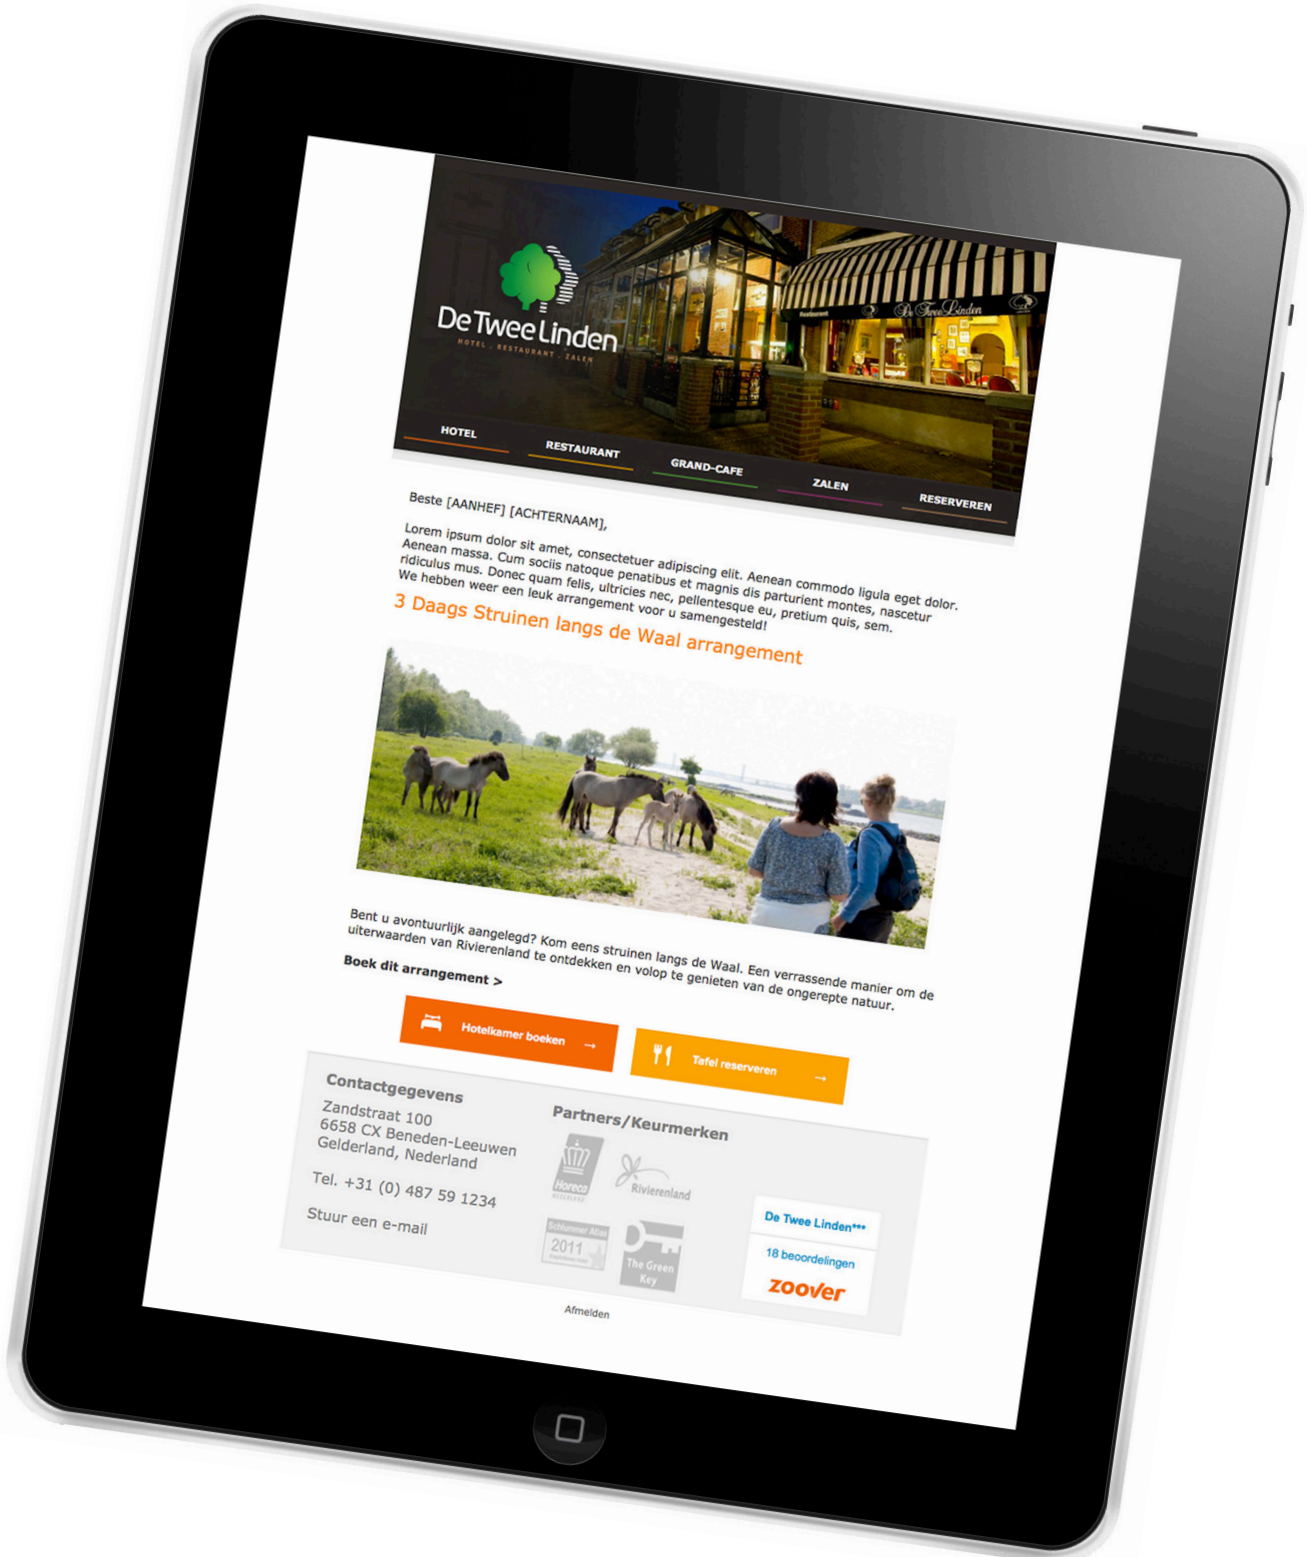 De Twee Linden
HOTEL . RESTAURANT . ZALEN
Restaurant
De Twee Linden
HOTEL
RESTAURANT
GRAND-CAFE
ZALEN
RESERVEREN
Beste [AANHEF] [ACHTERNAAM],
Lorem ipsum dolor sit amet, consectetuer adipiscing elit. Aenean commodo ligula eget dolor.
Aenean massa. Cum sociis natoque penatibus et magnis dis parturient montes, nascetur
ridiculus mus. Donec quam felis, ultricies nec, pellentesque eu, pretium quis, sem.
We hebben weer een leuk arrangement voor u samengesteld!
3 Daags Struinen langs de Waal arrangement
Bent u avontuurlijk aangelegd? Kom eens struinen langs de Waal. Een verrassende manier om de
uiterwaarden van Rivierenland te ontdekken en volop te genieten van de ongerepte natuur.
Boek dit arrangement >
Hotelkamer boeken →
Tafel reserveren →
Contactgegevens
Zandstraat 100
6658 CX Beneden-Leeuwen
Gelderland, Nederland
Tel. +31 (0) 487 59 1234
Stuur een e-mail
Partners/Keurmerken
Horeca
NEDERLAND
Rivierenland
Schlummer Atlas
2011
The Green
Key
De Twee Linden***
18 beoordelingen
zoover
Afmelden